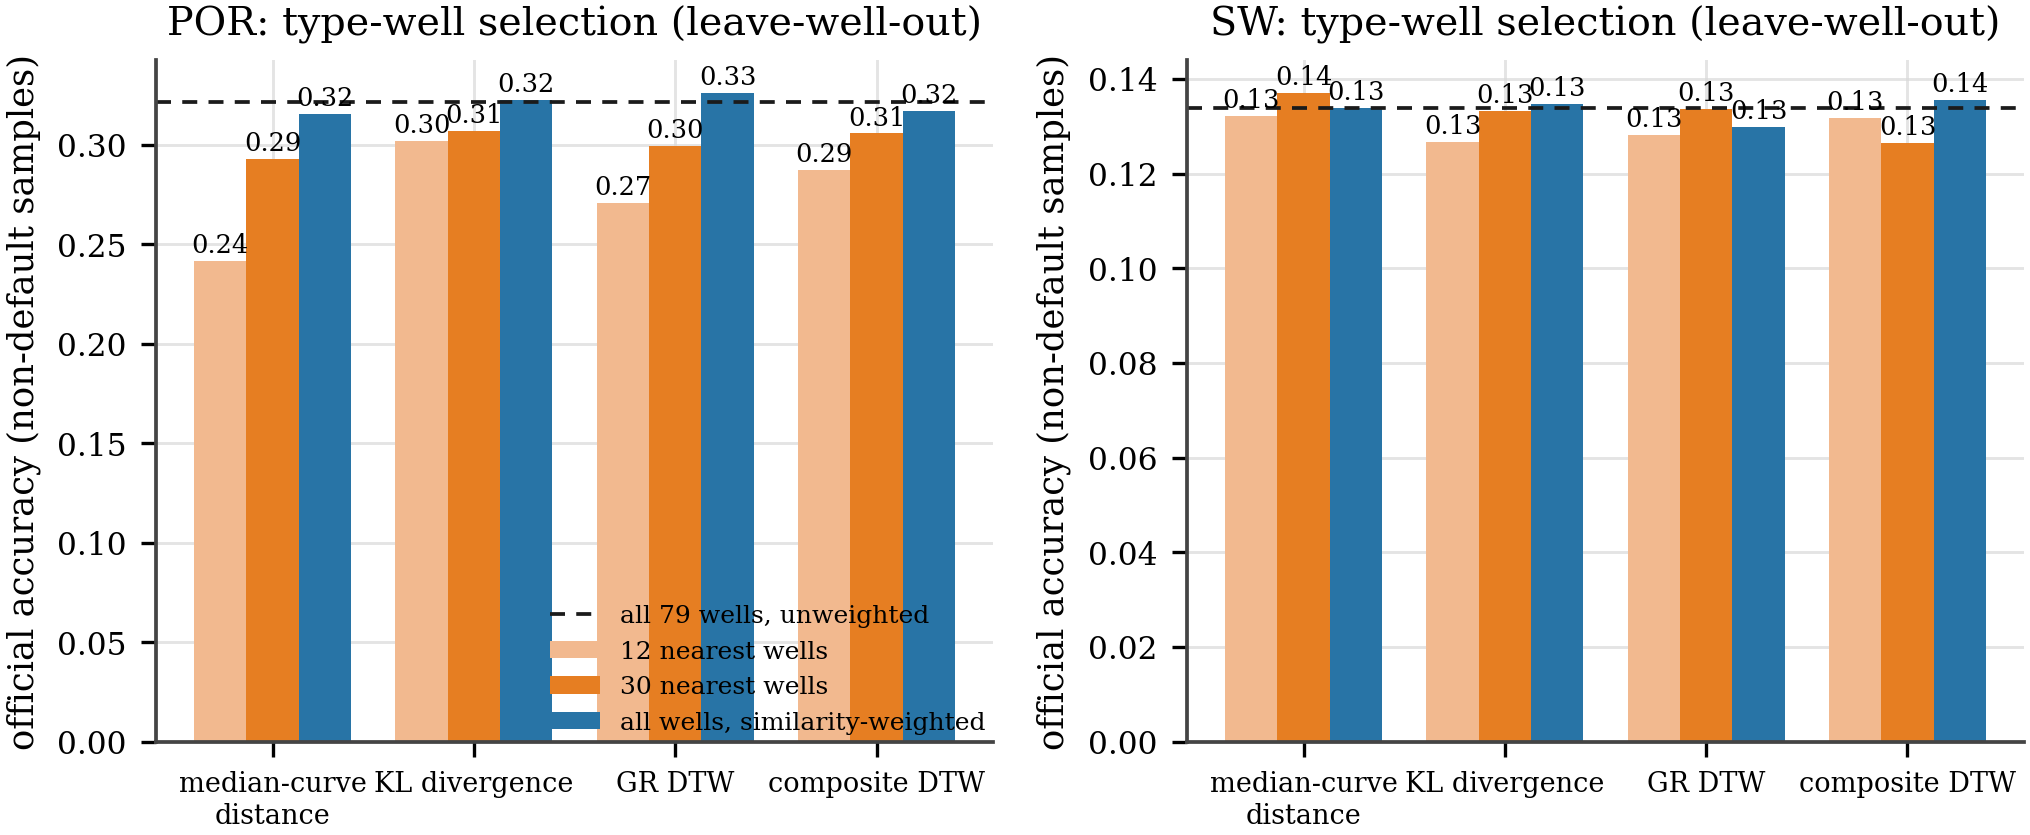 POR: type-well selection (leave-well-out)
official accuracy (non-default samples)
0.30
0.25
0.20
0.15
0.10
0.05
0.00
0.24
0.29
0.32
0.30
0.31
0.32
0.27
0.30
0.33
0.29
0.31
0.32
all 79 wells, unweighted
12 nearest wells
30 nearest wells
all wells, similarity-weighted
median-curve
distance
KL divergence
GR DTW
composite DTW
SW: type-well selection (leave-well-out)
official accuracy (non-default samples)
0.14
0.12
0.10
0.08
0.06
0.04
0.02
0.00
0.13
0.14
0.13
0.13
0.13
0.13
0.13
0.13
0.13
0.13
0.13
0.14
median-curve
distance
KL divergence
GR DTW
composite DTW